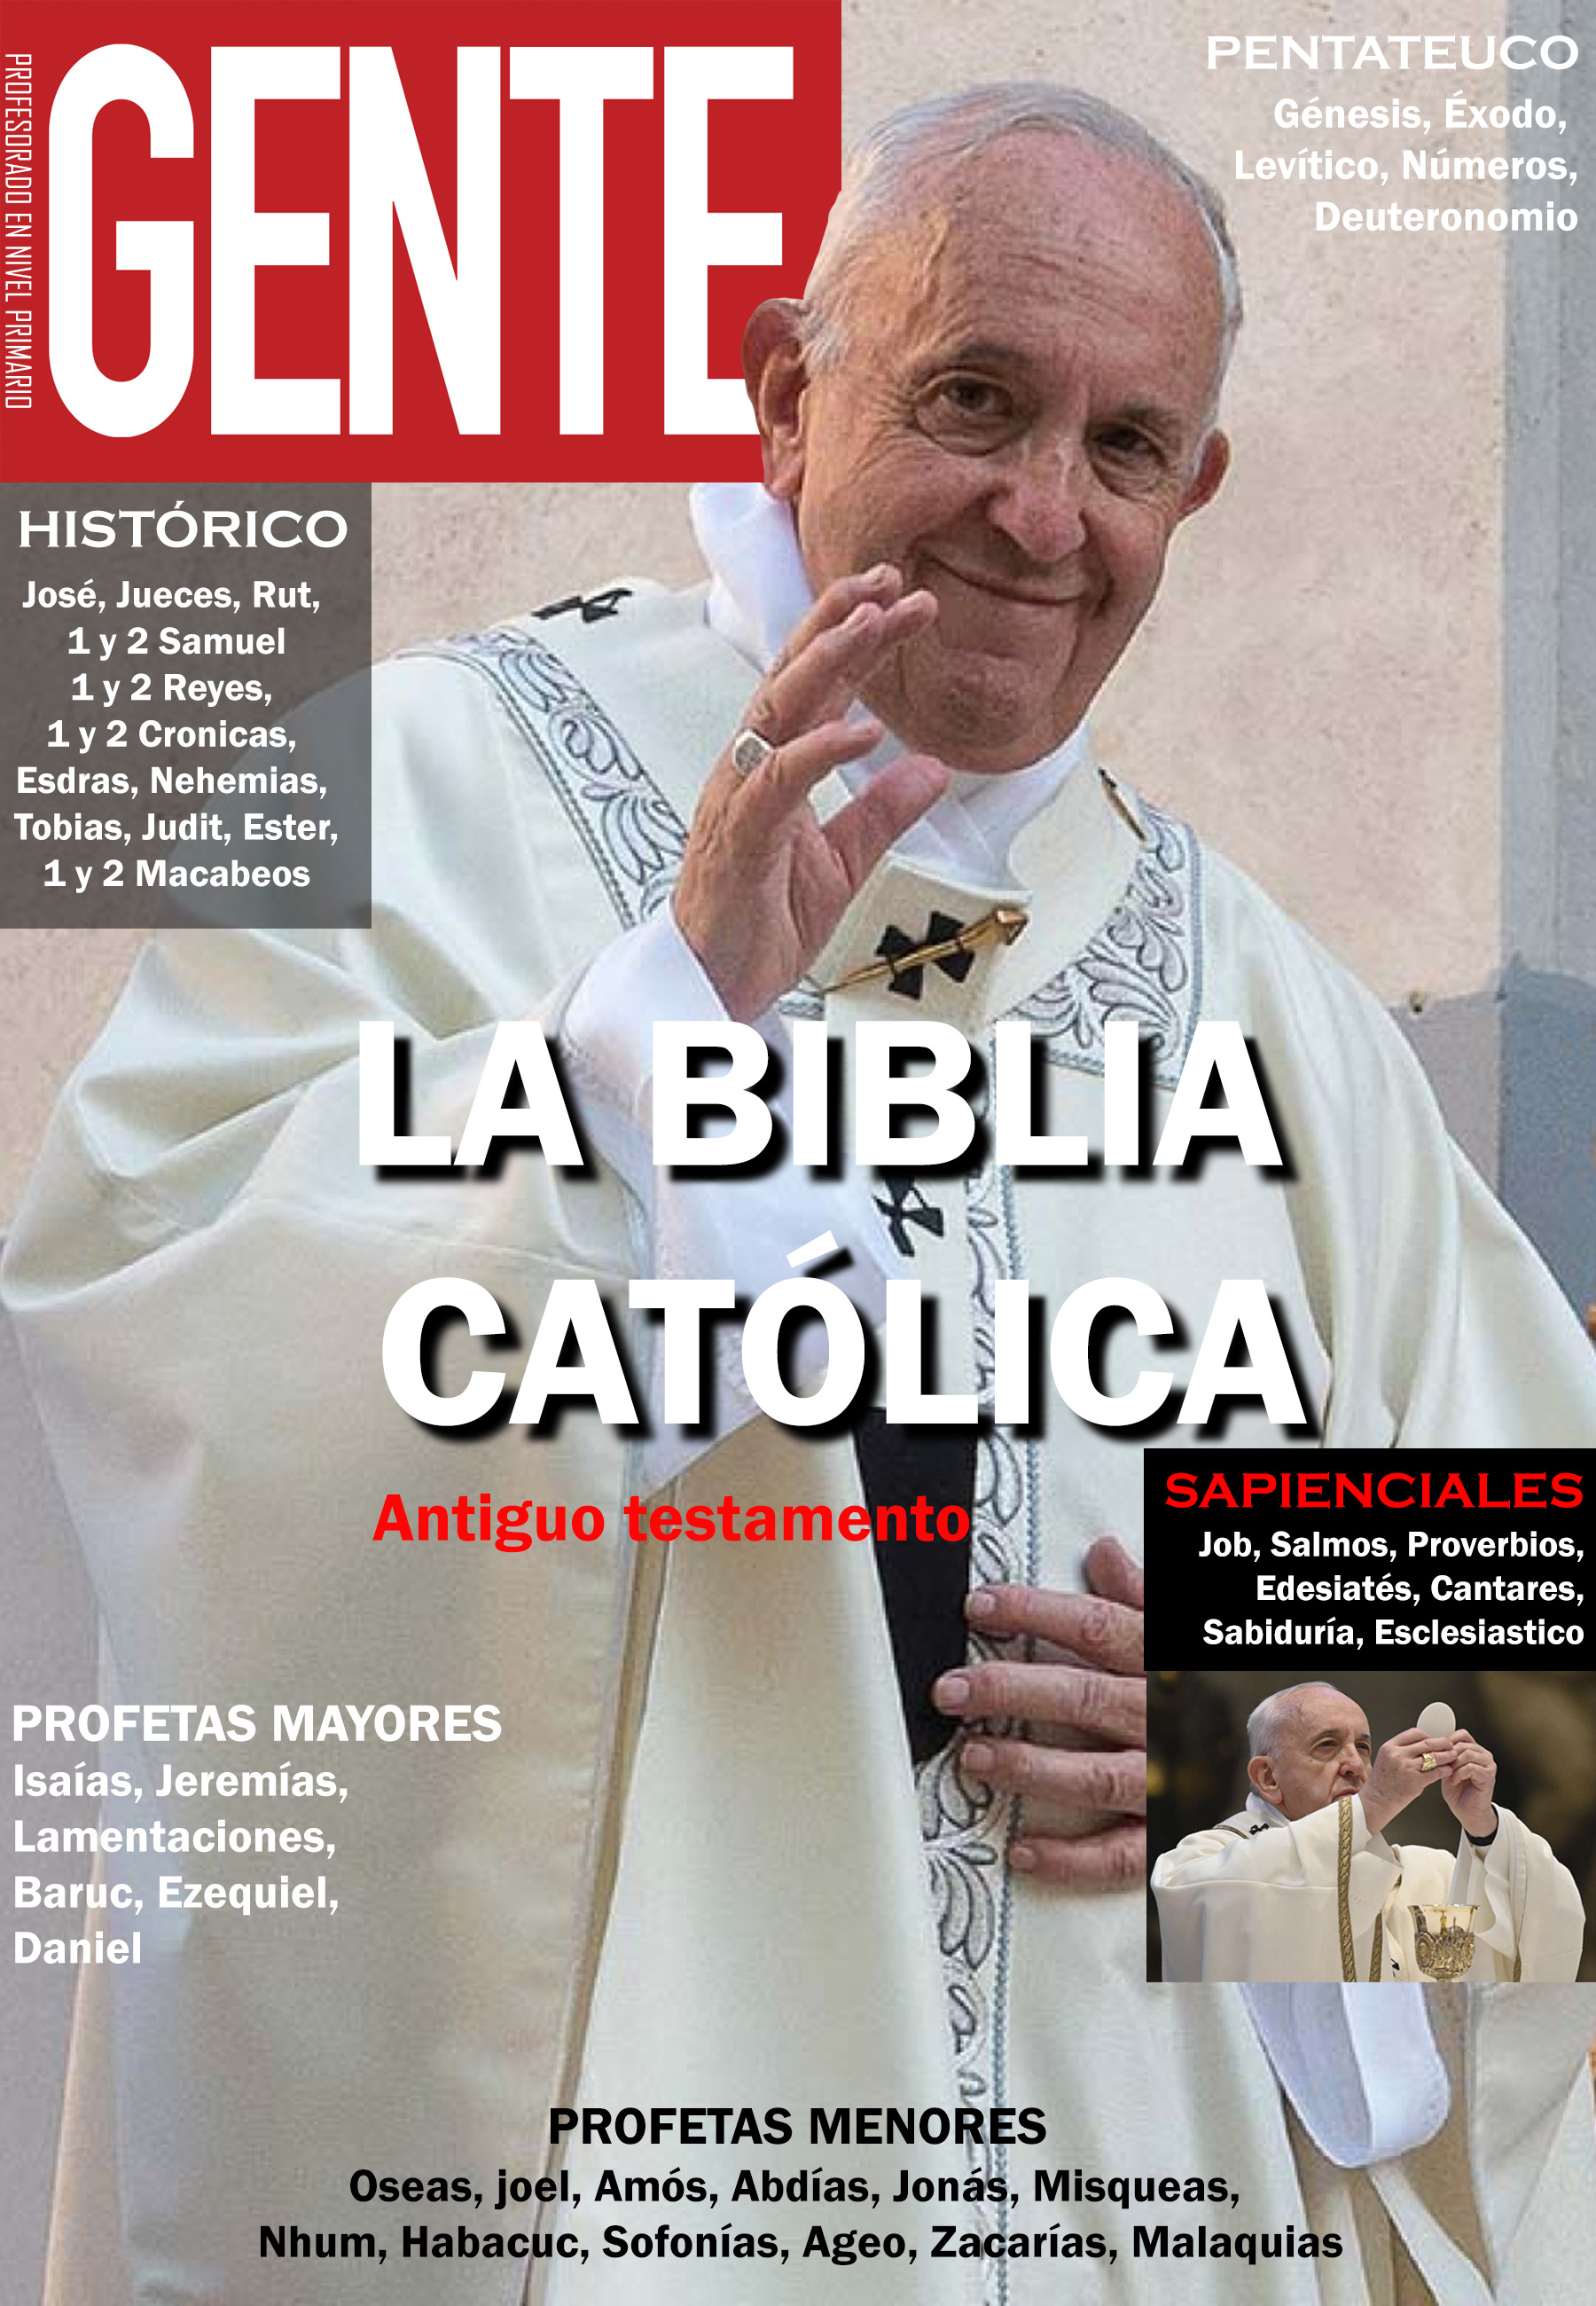 GENTE
PROFESORADO EN NIVEL PRIMARIO
PENTATEUCO
Génesis, Éxodo,
Levítico, Números,
Deuteronomio
HISTÓRICO
José, Jueces, Rut,
1 y 2 Samuel
1 y 2 Reyes,
1 y 2 Cronicas,
Esdras, Nehemias,
Tobias, Judit, Ester,
1 y 2 Macabeos
LA BIBLIA
CATÓLICA
Antiguo testamento
SAPIENCIALES
Job, Salmos, Proverbios,
Edesiatés, Cantares,
Sabiduría, Esclesiastico
PROFETAS MAYORES
Isaías, Jeremías,
Lamentaciones,
Baruc, Ezequiel,
Daniel
PROFETAS MENORES
Oseas, joel, Amós, Abdías, Jonás, Misqueas,
Nhum, Habacuc, Sofonías, Ageo, Zacarías, Malaquias